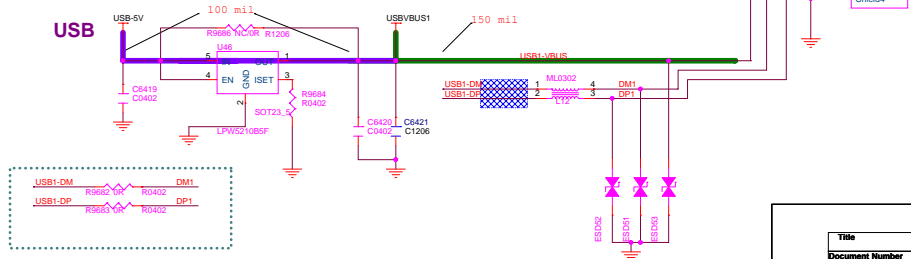 100 mil
USB-5V
USB
R9686 NC/0R R1206
U46
USBVBUS1
150 mil
Shield4
USB1-VBUS
5
OUT 1
4 EN
ISET 3
GND
2
C6419
C0402
R9684
R0402
SOT23_5
LPW5210B5F
C6420
C0402
C6421
C1206
ML0302
USB1-DM 1
4 DM1
USB1-DP 2
3 DP1
L12
USB1-DM
DM1
R9682 0R R0402
USB1-DP
DP1
R9683 0R R0402
ESD52
ESD51
ESD53
Title
Document Number